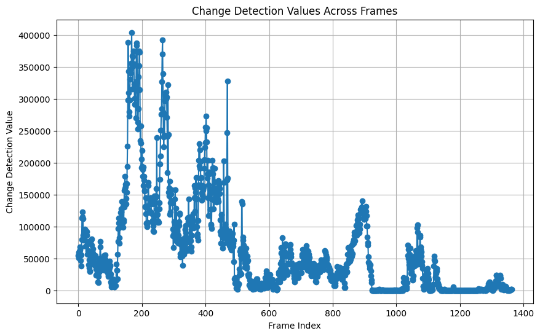 Change Detection Values Across Frames
Change Detection Value
400000
350000
300000
250000
200000
150000
100000
50000
0
0 200 400 600 800 1000 1200 1400
Frame Index